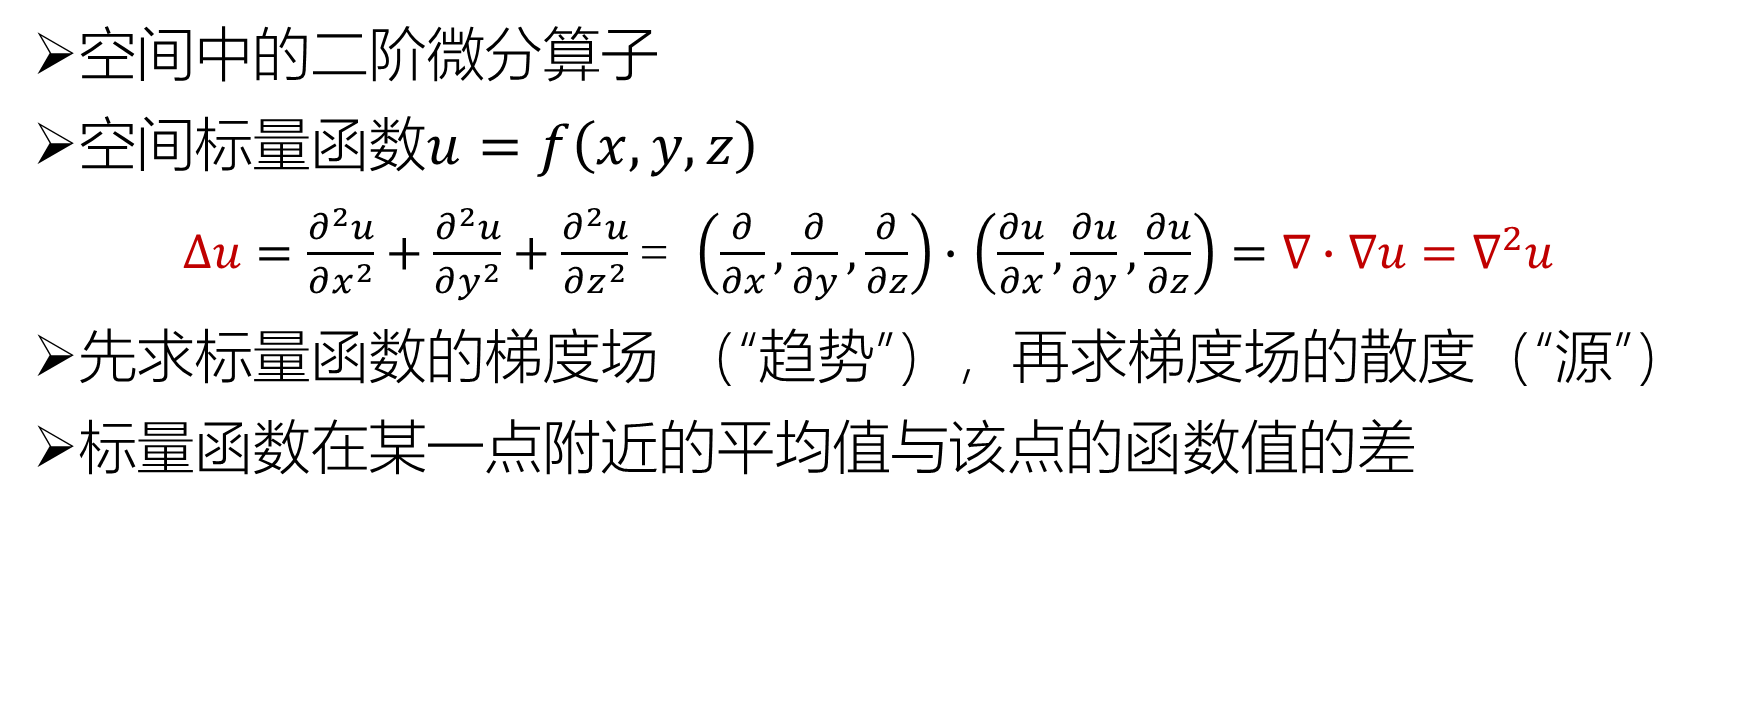 ➢空间中的二阶微分算子
➢空间标量函数u = f(x, y, z)
Δu = ∂²u/∂x² + ∂²u/∂y² + ∂²u/∂z² = (∂/∂x, ∂/∂y, ∂/∂z) · (∂u/∂x, ∂u/∂y, ∂u/∂z) = ∇ · ∇u = ∇²u
➢先求标量函数的梯度场 （“趋势”），再求梯度场的散度（“源”）
➢标量函数在某一点附近的平均值与该点的函数值的差